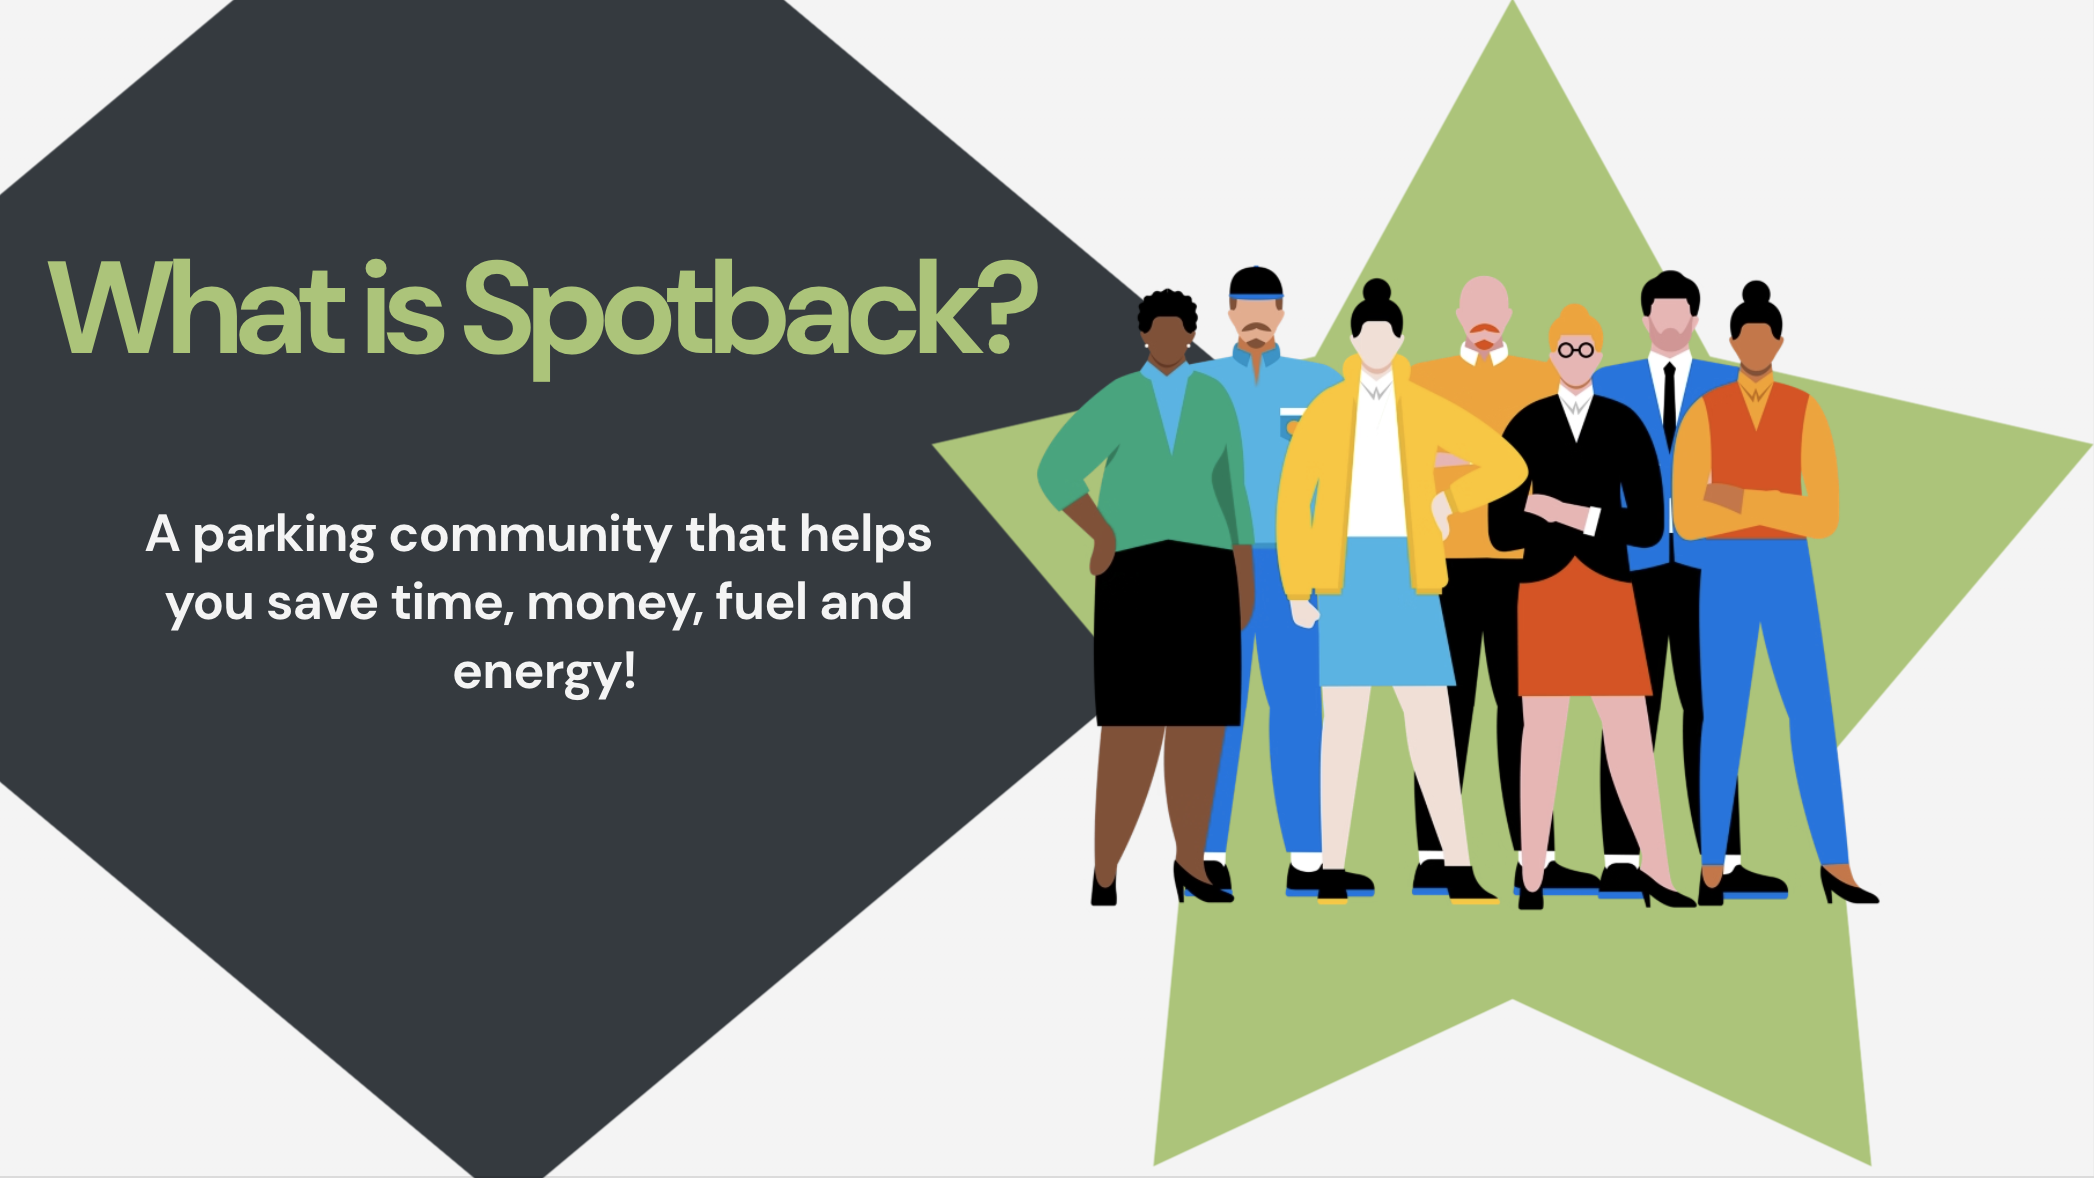 What is Spotback?
A parking community that helps
you save time, money, fuel and
energy!